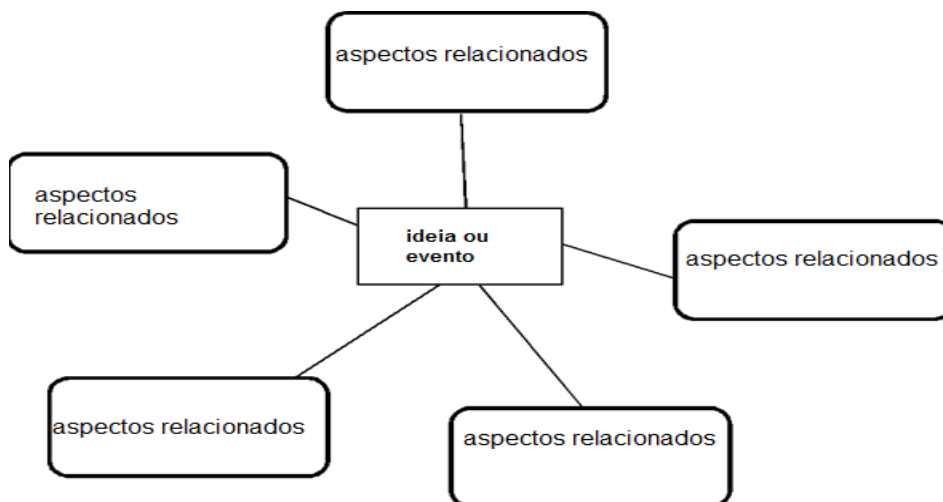 aspectos relacionados
aspectos
relacionados
ideia ou
evento
aspectos relacionados
aspectos relacionados
aspectos relacionados